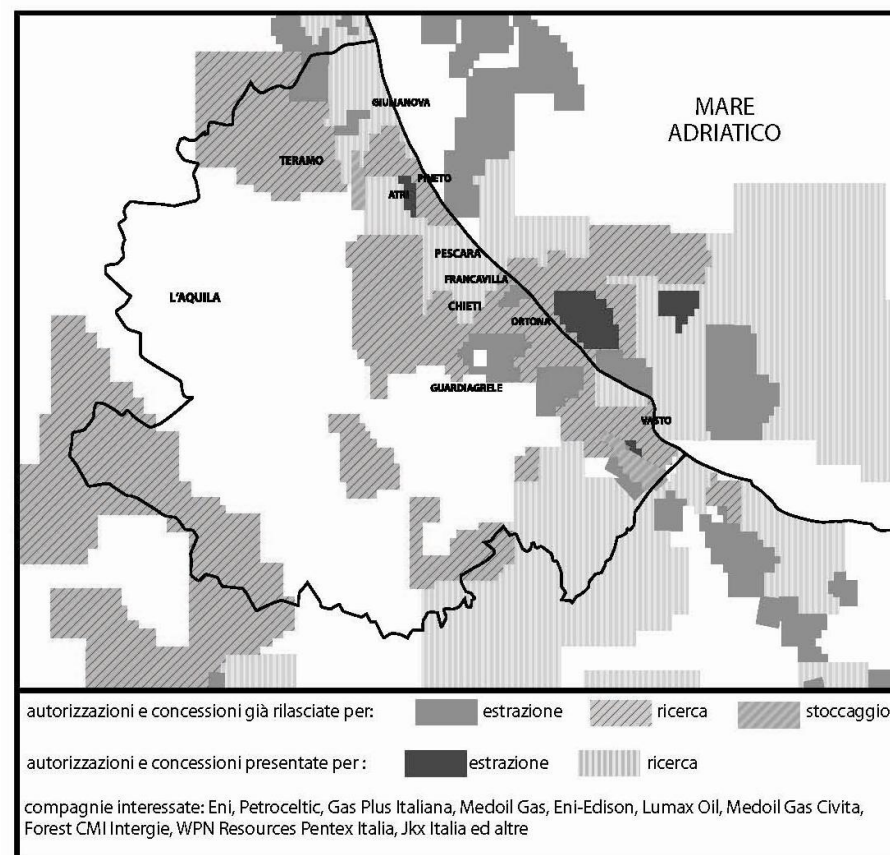 MARE
ADRIATICO
GIULIANOVA
TERAMO
PINETO
ATRI
PESCARA
FRANCAVILLA
L'AQUILA
CHIETI
ORTONA
GUARDIAGRELE
VASTO
autorizzazioni e concessioni già rilasciate per: estrazione ricerca stoccaggio
autorizzazioni e concessioni presentate per : estrazione ricerca
compagnie interessate: Eni, Petroceltic, Gas Plus Italiana, Medoil Gas, Eni-Edison, Lumax Oil, Medoil Gas Civita,
Forest CMI Intergie, WPN Resources Pentex Italia, Jkx Italia ed altre